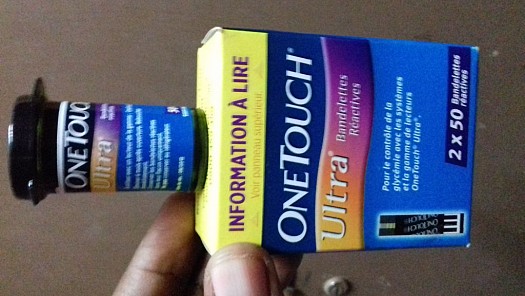 INFORMATION À LIRE
Voir panneau supérieur.
ONETOUCH®
Ultra®
Bandelettes
Réactives
Pour le contrôle de la
glycémie avec les systèmes
et la gamme de lecteurs
OneTouch® Ultra®.
2 x 50 Bandelettes
Réactives
ONETOUCH
Ultra